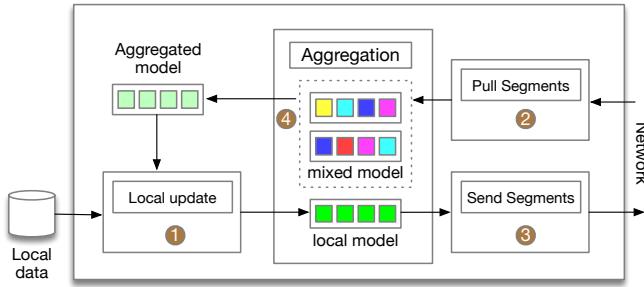 Aggregated
model
Aggregation
Pull Segments
2
4
mixed model
Network
Local update
1
local model
Send Segments
3
Local
data